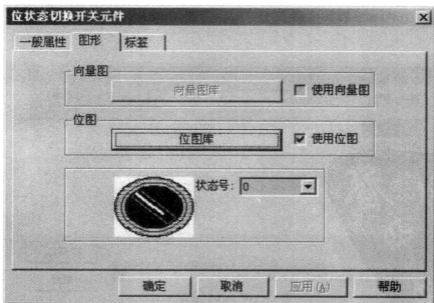 位状态切换开关元件
一般属性 图形 标签
向量图
向量图库 使用向量图
位图
位图库 使用位图
状态号: 0
确定 取消 应用(A) 帮助